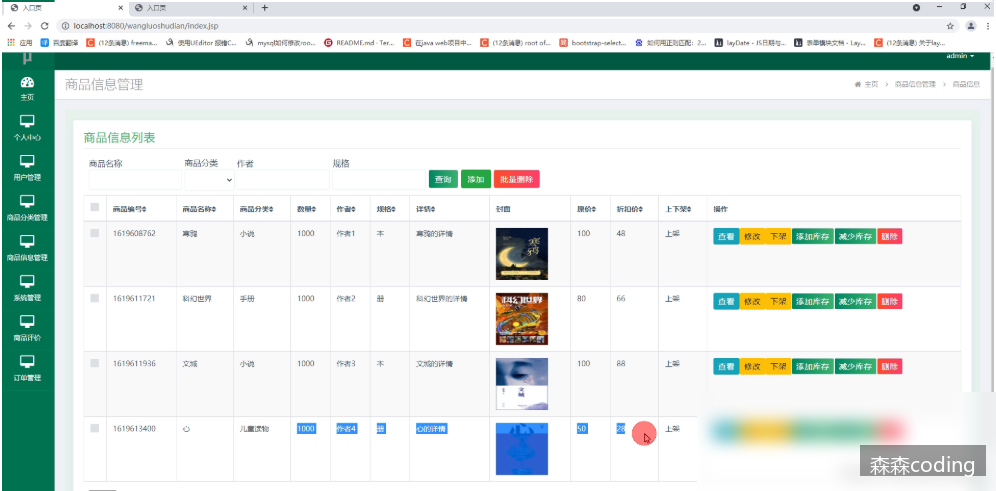 入口页 入口页
localhost:8080/wangluoshudian/index.jsp
应用 百度翻译 (12条消息) freema... 使用UEditor 报错C... mysql如何修改roo... README.md · Ter... 在java web项目中... (12条消息) root of... bootstrap-select... 如何用正则匹配：2... layDate - JS日期与... 表单模块文档 - Lay... (12条消息) 关于lay...
μ admin
主页
个人中心
用户管理
商品分类管理
商品信息管理
系统管理
商品评价
订单管理
商品信息管理 主页 > 商品信息管理 > 商品信息
商品信息列表
商品名称 商品分类 作者 规格
查询 添加 批量删除
商品编号 商品名称 商品分类 数量 作者 规格 详情 封面 原价 折扣价 上下架 操作
1619608762 寒鸦 小说 1000 作者1 本 寒鸦的详情 寒鸦 100 48 上架 查看 修改 下架 添加库存 减少库存 删除
1619611721 科幻世界 手册 1000 作者2 册 科幻世界的详情 科幻世界 80 66 上架 查看 修改 下架 添加库存 减少库存 删除
1619611936 文城 小说 1000 作者3 本 文城的详情 文城 100 88 上架 查看 修改 下架 添加库存 减少库存 删除
1619613400 心 儿童读物 1000 作者4 册 心的详情 50 28 上架
森森coding